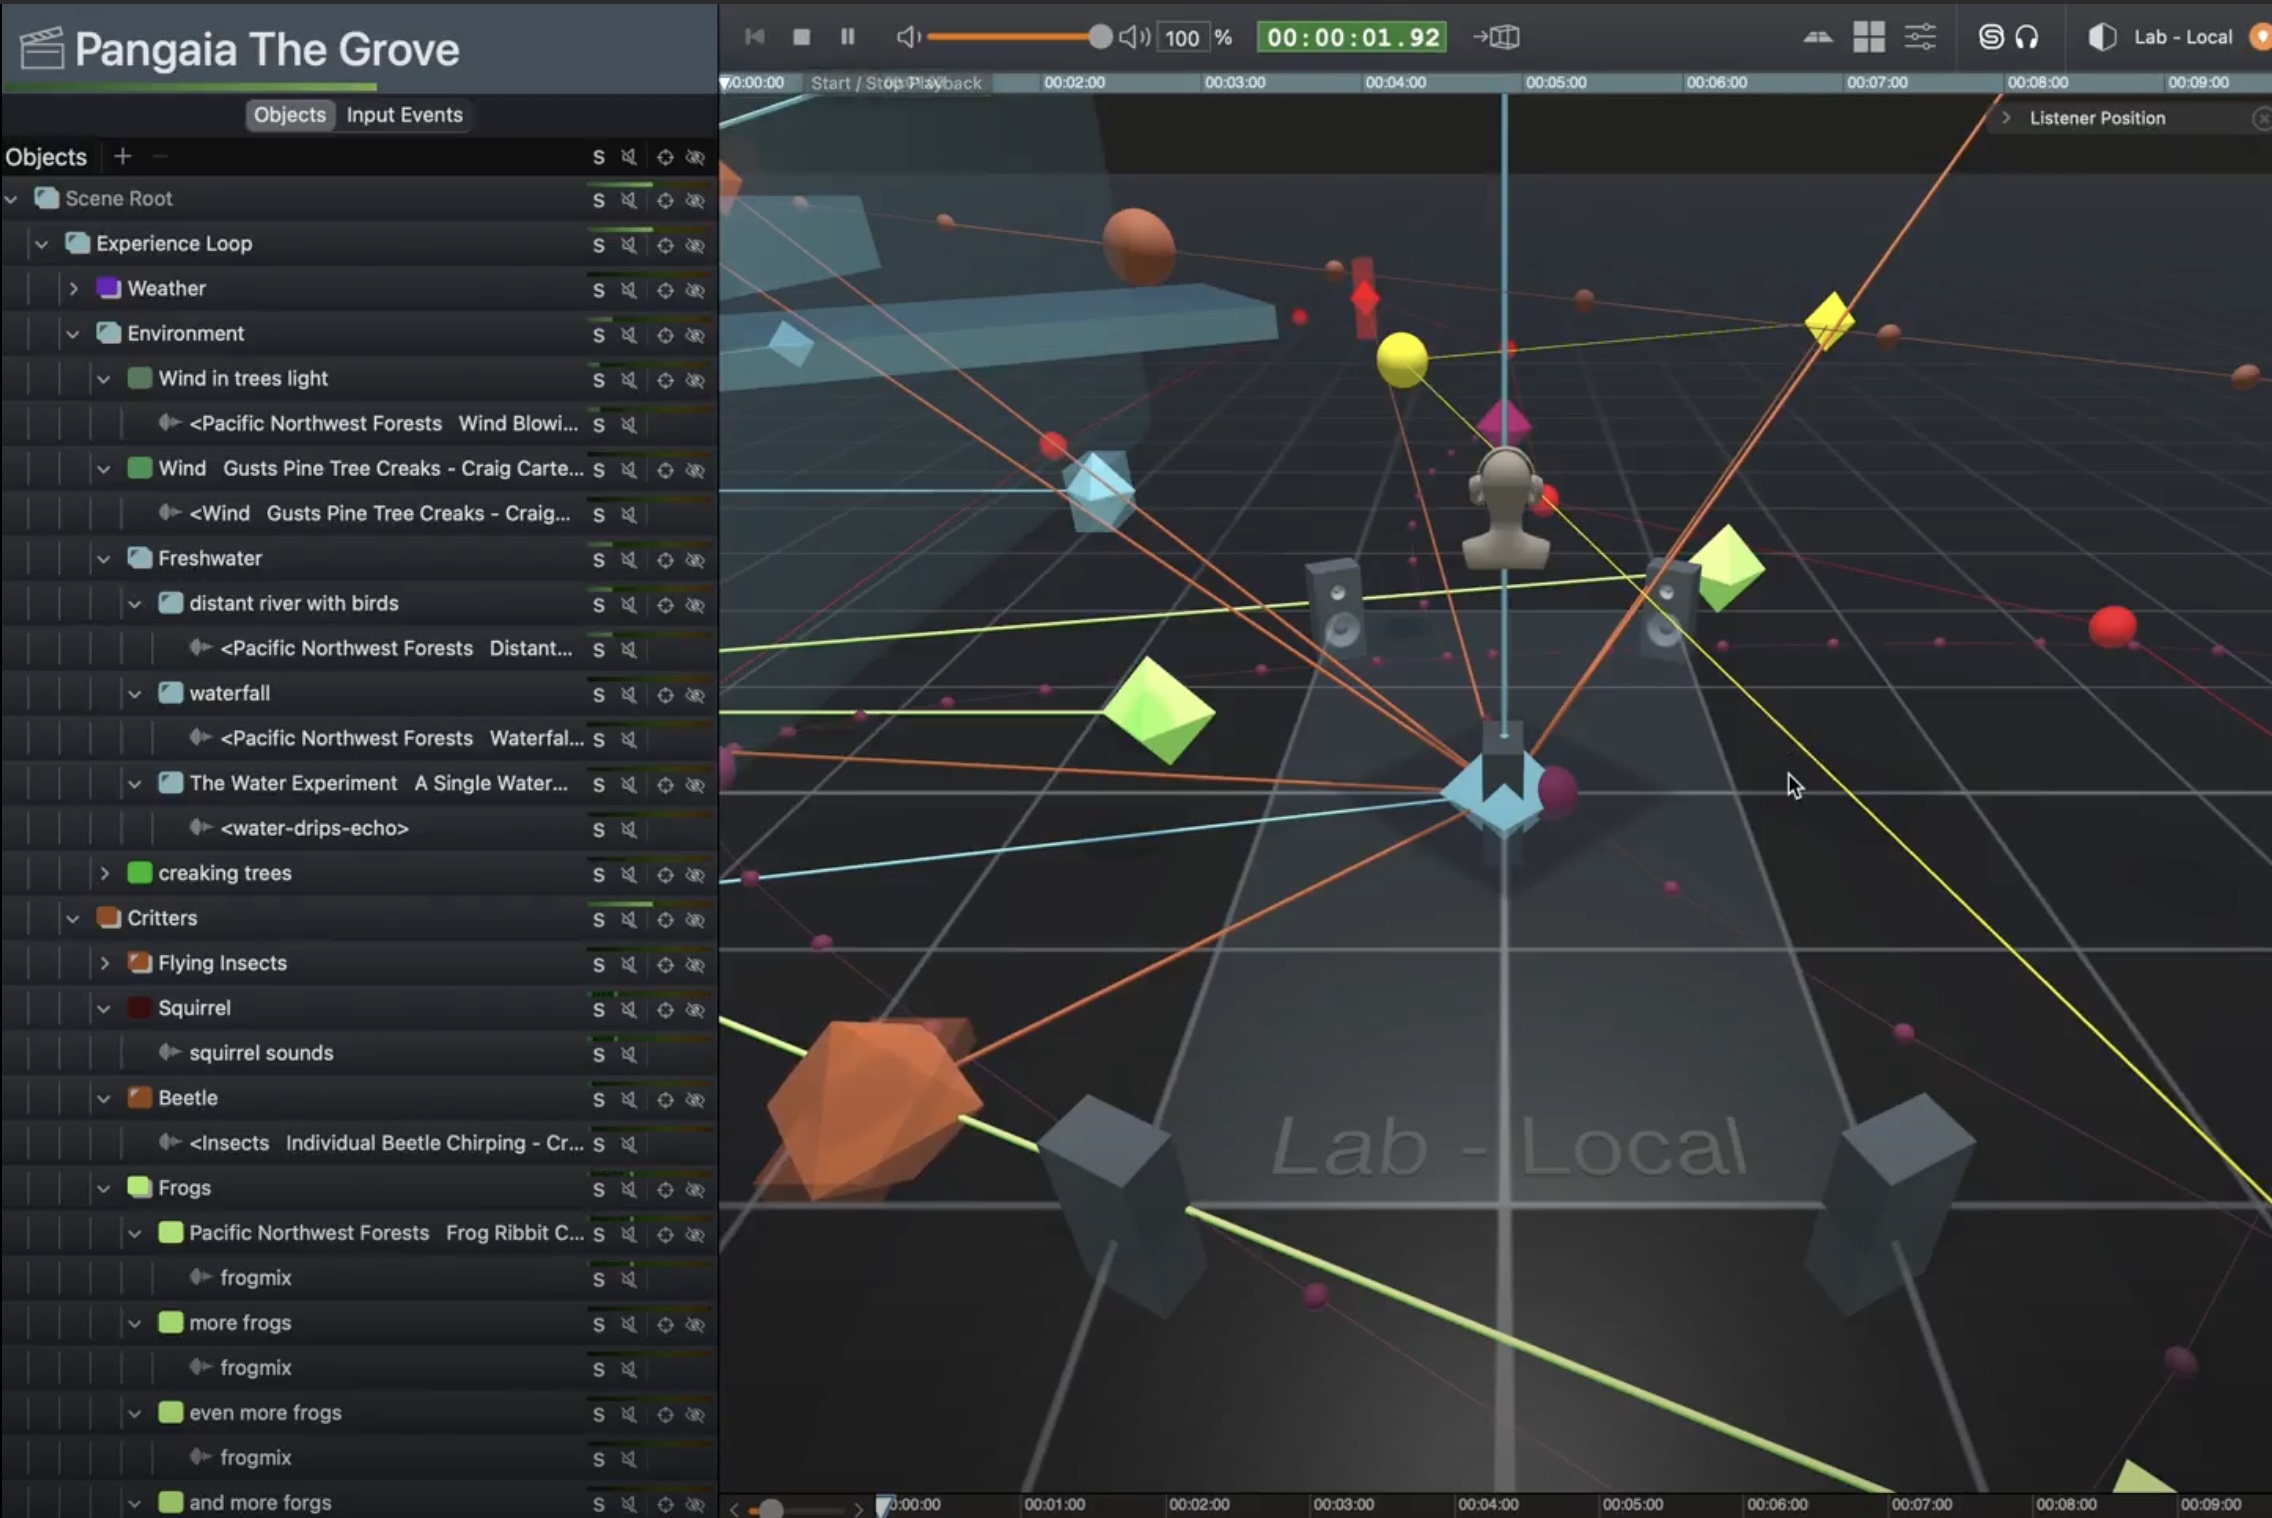 Pangaia The Grove
100 %
00:00:01.92
Lab - Local
0:00:00
Start / Stop Playback
00:02:00
00:03:00
00:04:00
00:05:00
00:06:00
00:07:00
00:08:00
00:09:00
Objects
Input Events
Listener Position
Objects
S
Scene Root
S
Experience Loop
S
Weather
S
Environment
S
Wind in trees light
S
<Pacific Northwest Forests   Wind Blowi...
S
Wind   Gusts Pine Tree Creaks - Craig Carte...
S
<Wind   Gusts Pine Tree Creaks - Craig...
S
Freshwater
S
distant river with birds
S
<Pacific Northwest Forests   Distant...
S
waterfall
S
<Pacific Northwest Forests   Waterfal...
S
The Water Experiment   A Single Water...
S
<water-drips-echo>
S
creaking trees
S
Critters
S
Flying Insects
S
Squirrel
S
squirrel sounds
S
Beetle
S
<Insects   Individual Beetle Chirping - Cr...
S
Frogs
S
Pacific Northwest Forests   Frog Ribbit C...
S
frogmix
S
more frogs
S
frogmix
S
even more frogs
S
frogmix
S
and more forgs
S
Lab - Local
0:00:00
00:01:00
00:02:00
00:03:00
00:04:00
00:05:00
00:06:00
00:07:00
00:08:00
00:09:00